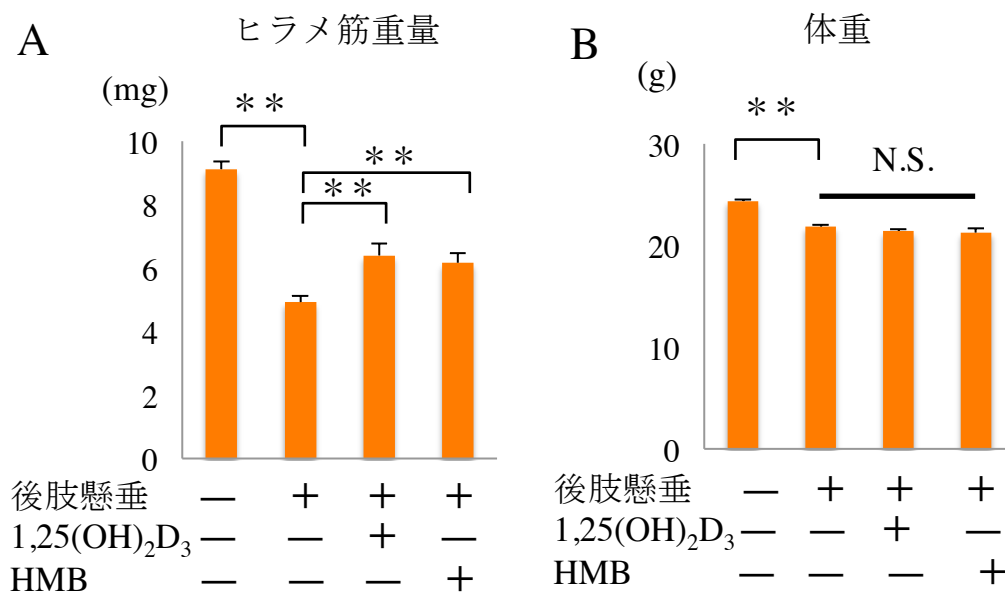 A ヒラメ筋重量
(mg)
**
**
**
10
8
6
4
2
0
後肢懸垂 — + + +
1,25(OH)₂D₃ — — + —
HMB — — — +
B 体重
(g)
**
N.S.
30
20
10
0
後肢懸垂 — + + +
1,25(OH)₂D₃ — — + —
HMB — — — +